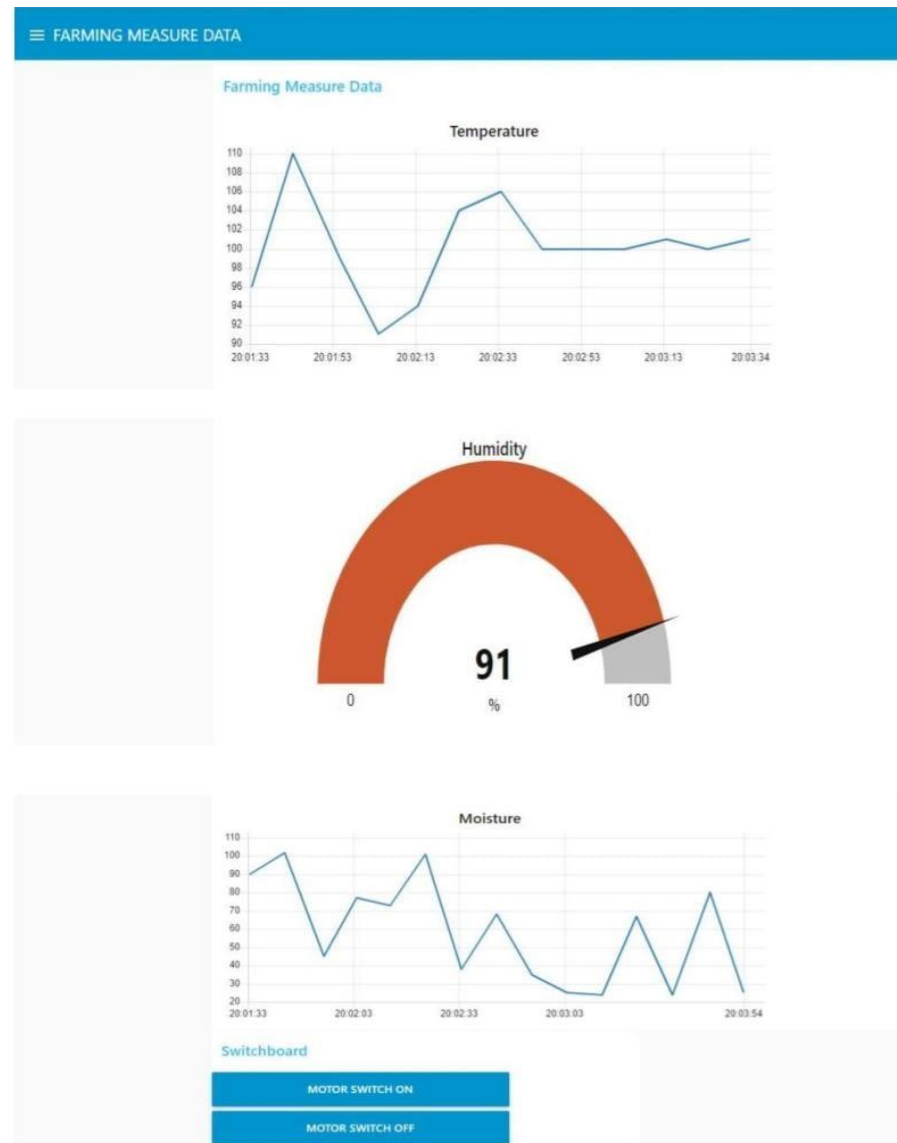 ≡ FARMING MEASURE DATA
Farming Measure Data
Temperature
110
108
106
104
102
100
98
96
94
92
90
20:01:33 20:01:53 20:02:13 20:02:33 20:02:53 20:03:13 20:03:34
Humidity
91
0 % 100
Moisture
110
100
90
80
70
60
50
40
30
20
20:01:33 20:02:03 20:02:33 20:03:03 20:03:54
Switchboard
MOTOR SWITCH ON
MOTOR SWITCH OFF